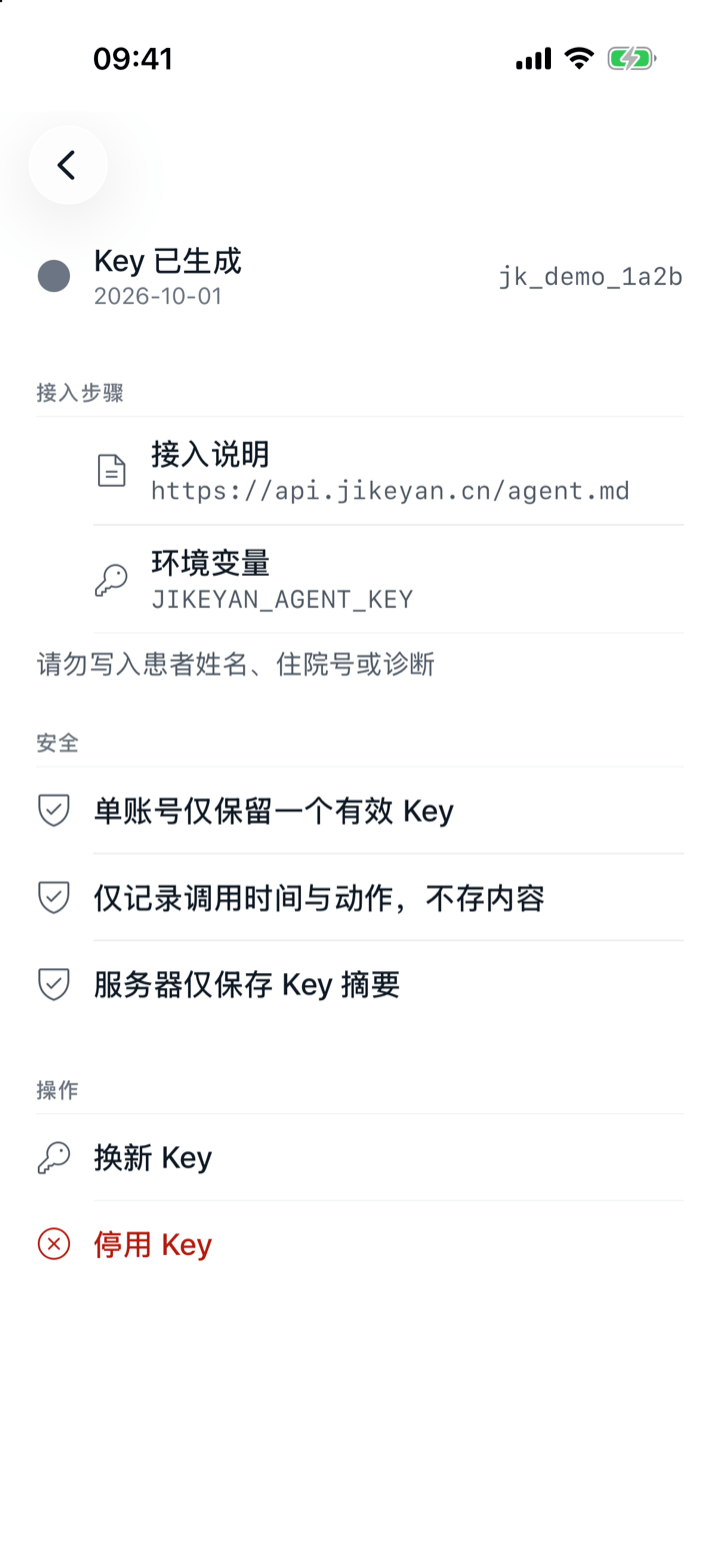 09:41
Key 已生成
2026-10-01
jk_demo_1a2b
接入步骤
接入说明
https://api.jikeyan.cn/agent.md
环境变量
JIKEYAN_AGENT_KEY
请勿写入患者姓名、住院号或诊断
安全
单账号仅保留一个有效 Key
仅记录调用时间与动作，不存内容
服务器仅保存 Key 摘要
操作
换新 Key
停用 Key